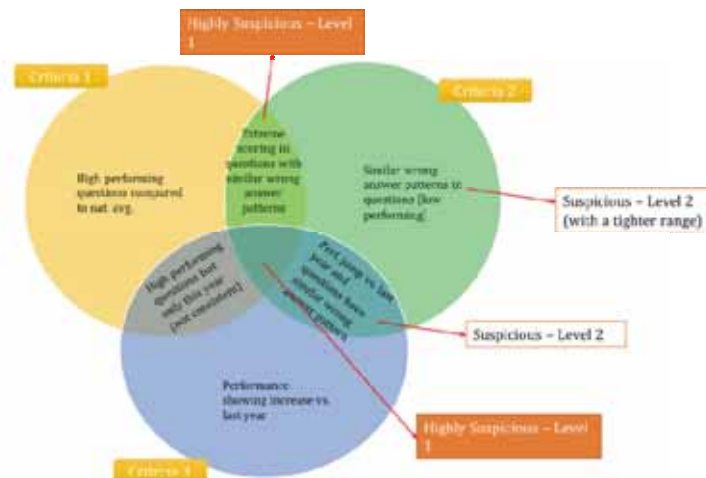 Highly Suspicious – Level
1
Criteria 1
Criteria 2
Extreme
scoring in
questions with
similar wrong
answer
patterns
High performing
questions compared
to nat. avg.
Similar wrong
answer patterns in
questions [low
performing]
Suspicious – Level 2
(with a tighter range)
High performing
questions but
only this year
[not consistent]
Perf. jump vs. last
year and
questions have
similar wrong
answer pattern
Suspicious – Level 2
Performance
showing increase vs.
last year
Highly Suspicious – Level
1
Criteria 3